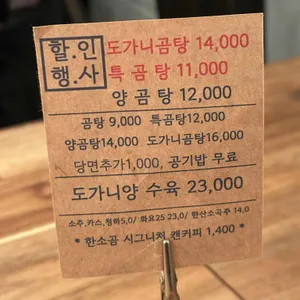 할.인 도가니곰탕 14,000
행.사 특 곰탕 11,000
양 곰탕 12,000
곰탕 9,000 특곰탕12,000
양곰탕14,000 도가니곰탕16,000
당면추가1,000, 공기밥 무료
도가니양 수육 23,000
소주,카스,청하5,0/ 화요25 23,0/ 한산소곡주 14,0
* 한소곰 시그니처 캔커피 1,400 *